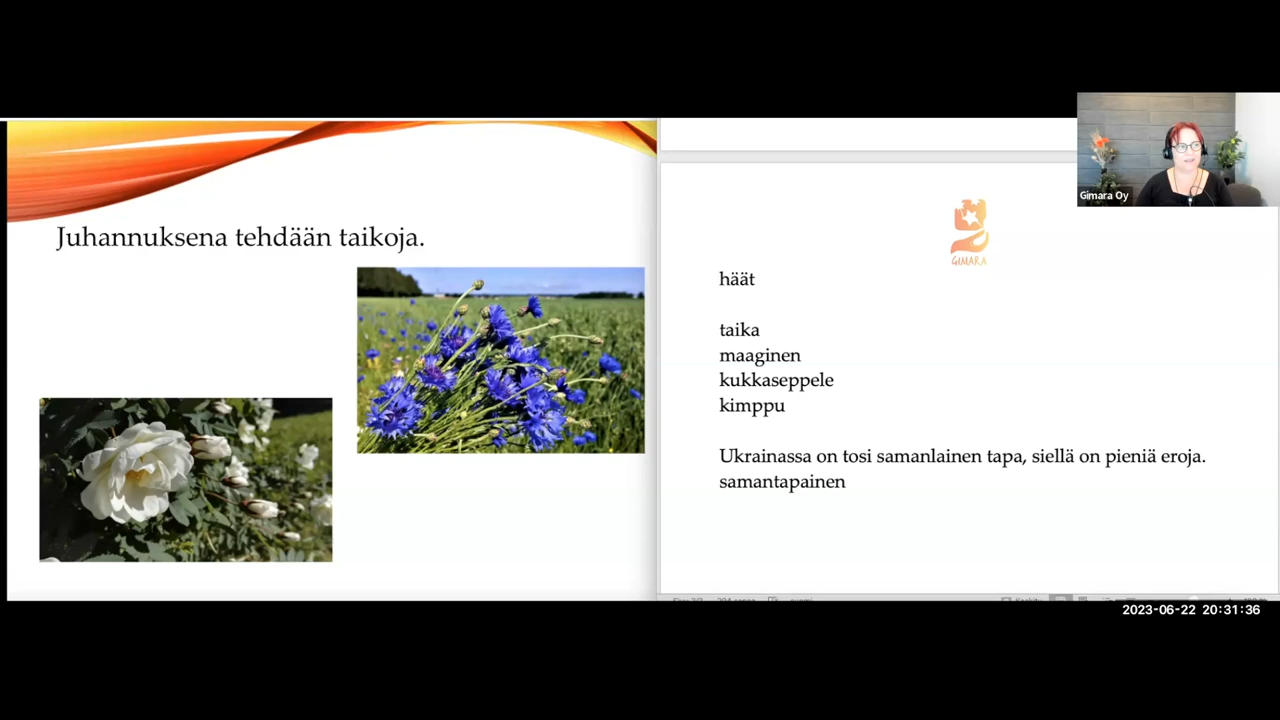 Juhannuksena tehdään taikoja.
Gimara Oy
GIMARA
häät
taika
maaginen
kukkaseppele
kimppu
Ukrainassa on tosi samanlainen tapa, siellä on pieniä eroja.
samantapainen
2023-06-22 20:31:36